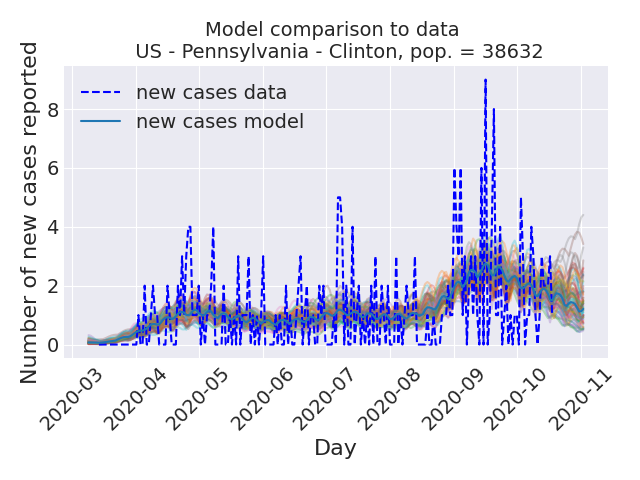 Model comparison to data
US - Pennsylvania - Clinton, pop. = 38632
new cases data
new cases model
Number of new cases reported
8
6
4
2
0
2020-03
2020-04
2020-05
2020-06
2020-07
2020-08
2020-09
2020-10
2020-11
Day